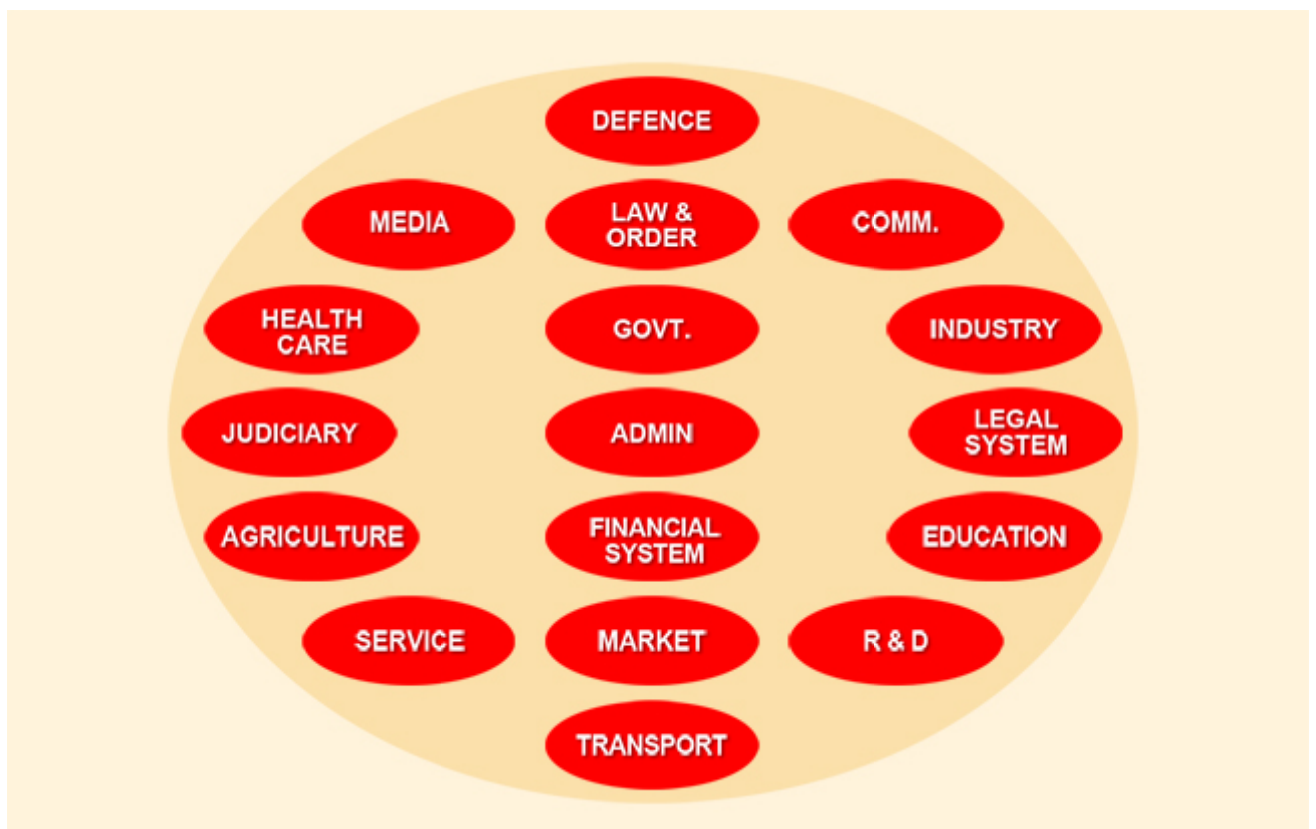 DEFENCE
MEDIA
LAW &
ORDER
COMM.
HEALTH
CARE
GOVT.
INDUSTRY
JUDICIARY
ADMIN
LEGAL
SYSTEM
AGRICULTURE
FINANCIAL
SYSTEM
EDUCATION
SERVICE
MARKET
R & D
TRANSPORT